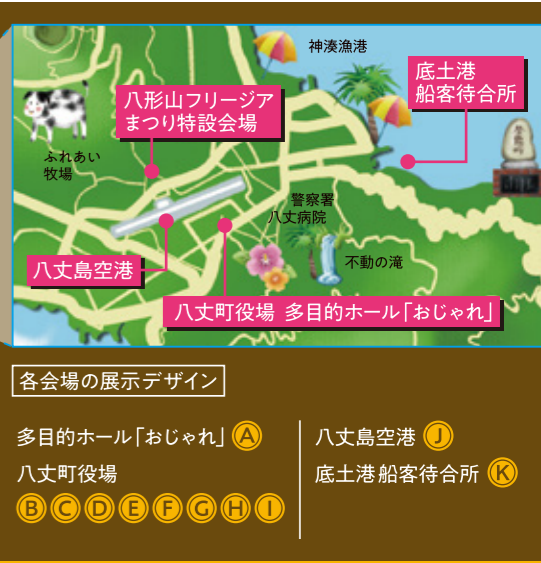 神湊漁港
底土港
船客待合所
八形山フリージア
まつり特設会場
ふれあい
牧場
警察署
八丈病院
八丈島空港
不動の滝
八丈町役場 多目的ホール「おじゃれ」
各会場の展示デザイン
多目的ホール「おじゃれ」 A
八丈町役場
B C D E F G H I
八丈島空港 J
底土港船客待合所 K